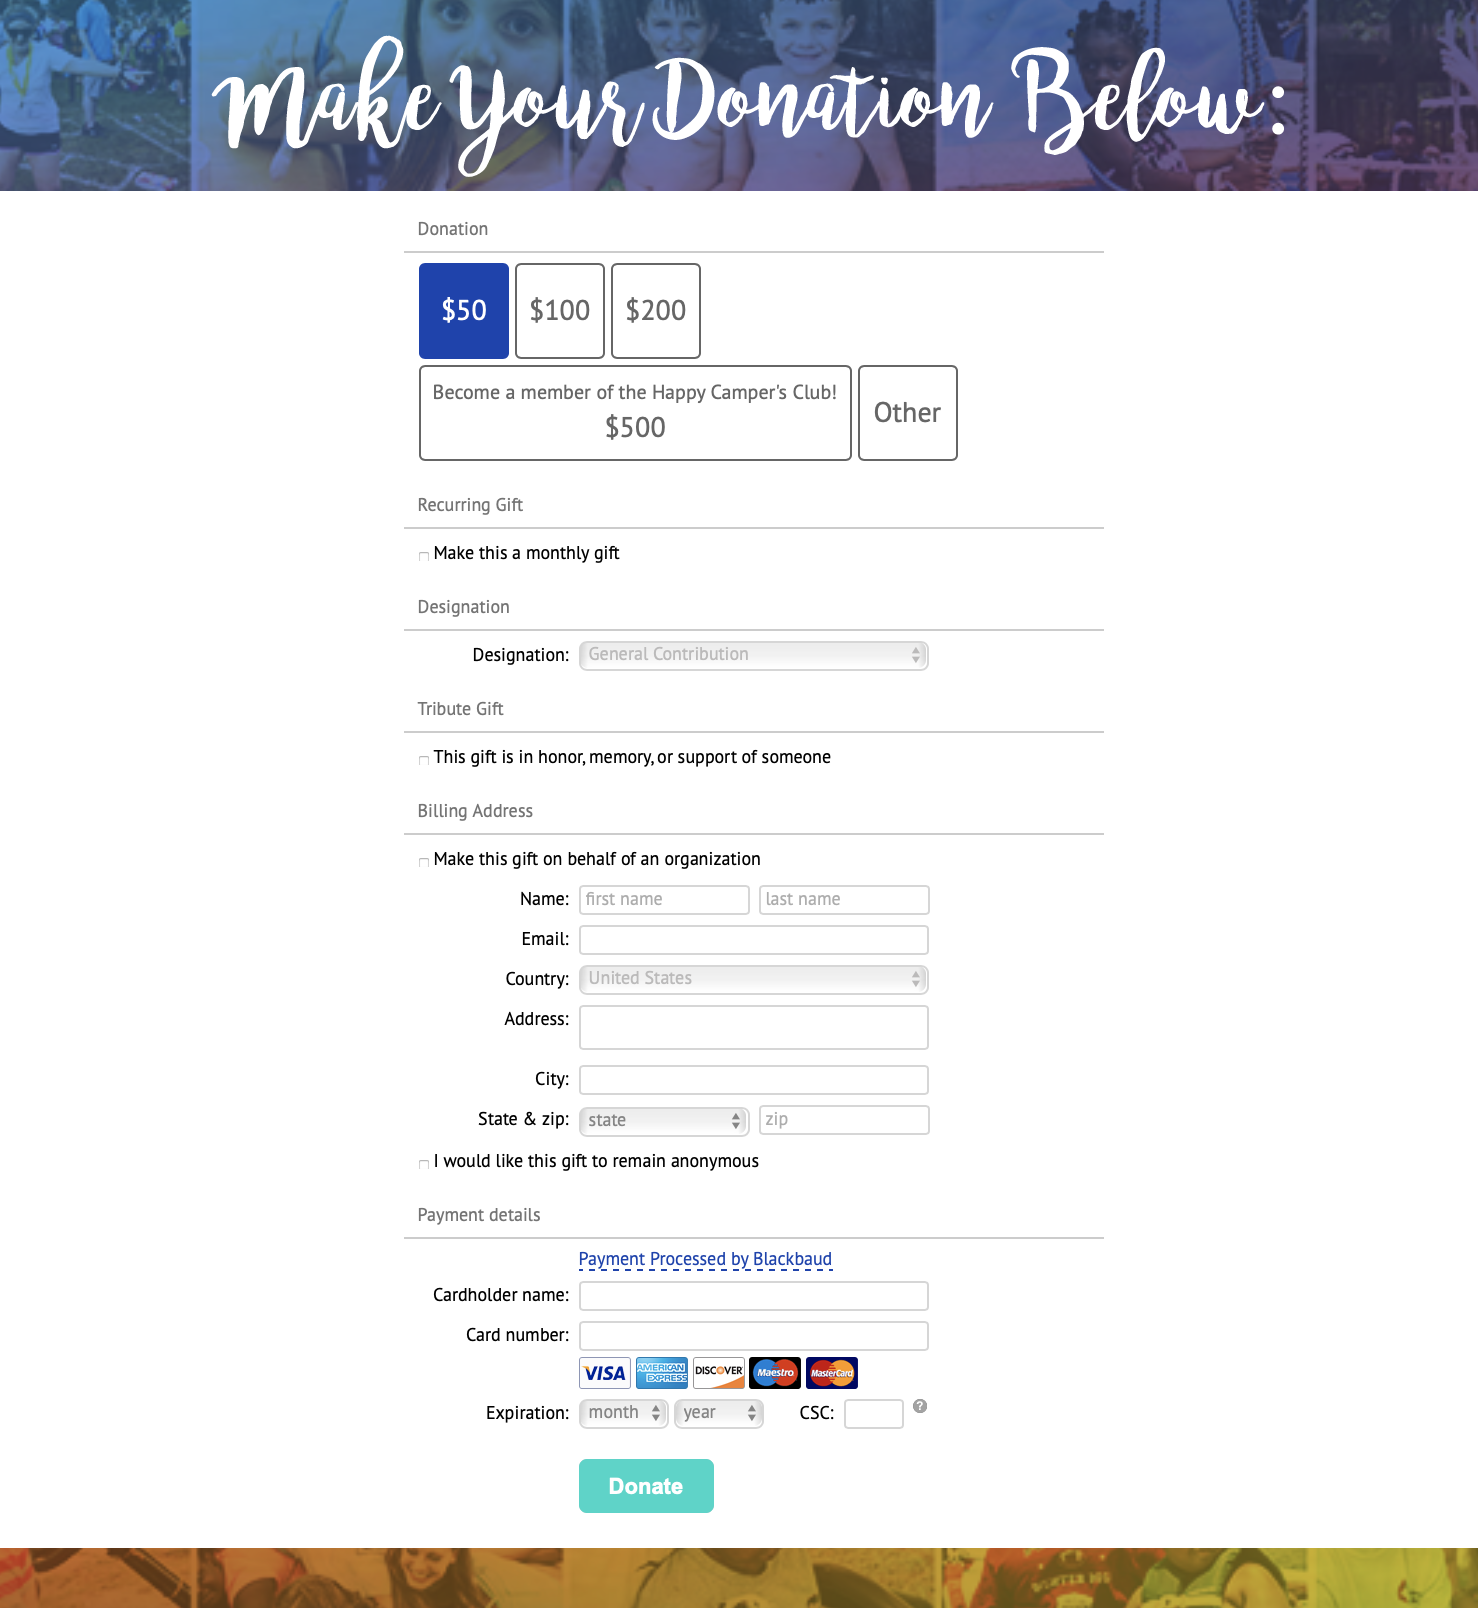 Make Your Donation Below:
Donation
$50 $100 $200
Become a member of the Happy Camper's Club!
$500
Other
Recurring Gift
Make this a monthly gift
Designation
Designation: General Contribution
Tribute Gift
This gift is in honor, memory, or support of someone
Billing Address
Make this gift on behalf of an organization
Name: first name last name
Email:
Country: United States
Address:
City:
State & zip: state zip
I would like this gift to remain anonymous
Payment details
Payment Processed by Blackbaud
Cardholder name:
Card number:
VISA AMERICAN EXPRESS DISCOVER Maestro MasterCard
Expiration: month year CSC: ?
Donate